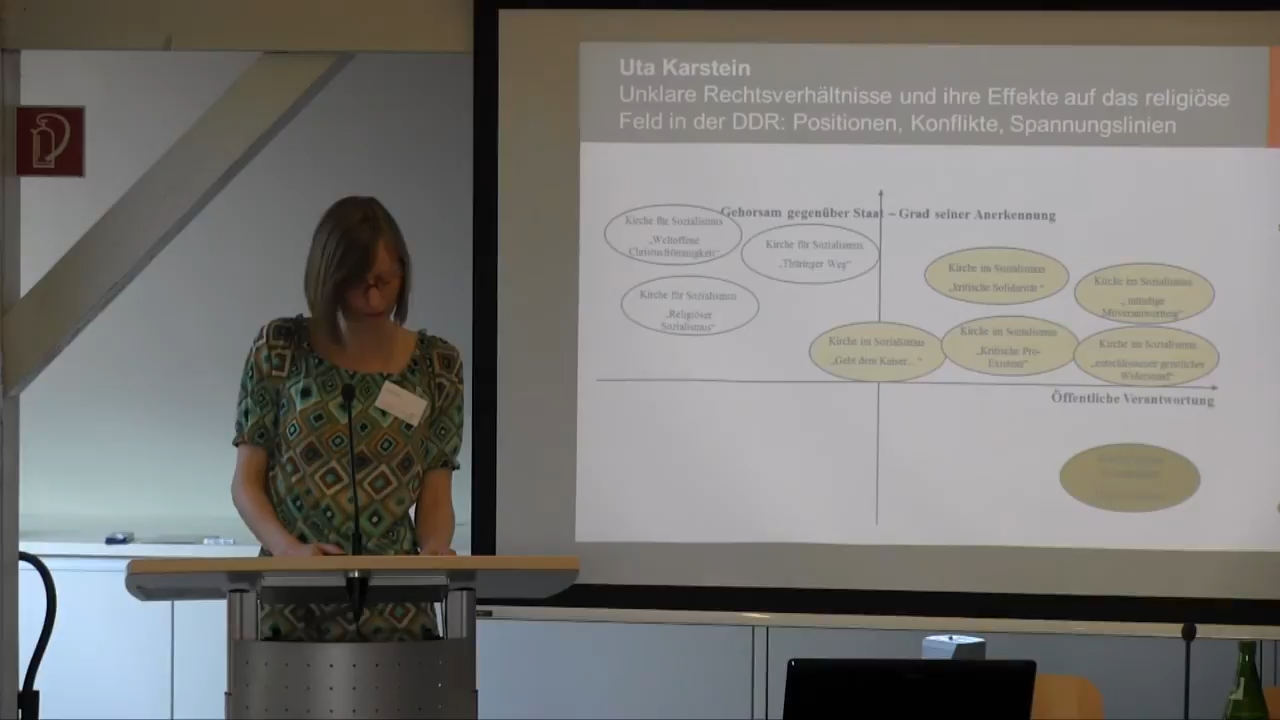 Uta Karstein
Unklare Rechtsverhältnisse und ihre Effekte auf das religiöse
Feld in der DDR: Positionen, Konflikte, Spannungslinien
Gehorsam gegenüber Staat – Grad seiner Anerkennung
Kirche für Sozialismus
„Weltoffene
Christusfrömmigkeit“
Kirche für Sozialismus
„Thüringer Weg“
Kirche für Sozialismus
„Religiöser
Sozialismus“
Kirche im Sozialismus
„kritische Solidarität“
Kirche im Sozialismus
„mündige
Mitverantwortung“
Kirche im Sozialismus
„Gebt dem Kaiser...“
Kirche im Sozialismus
„Kritische Pro-
Existenz“
Kirche im Sozialismus
„entschlossener geistlicher
Widerstand“
Öffentliche Verantwortung